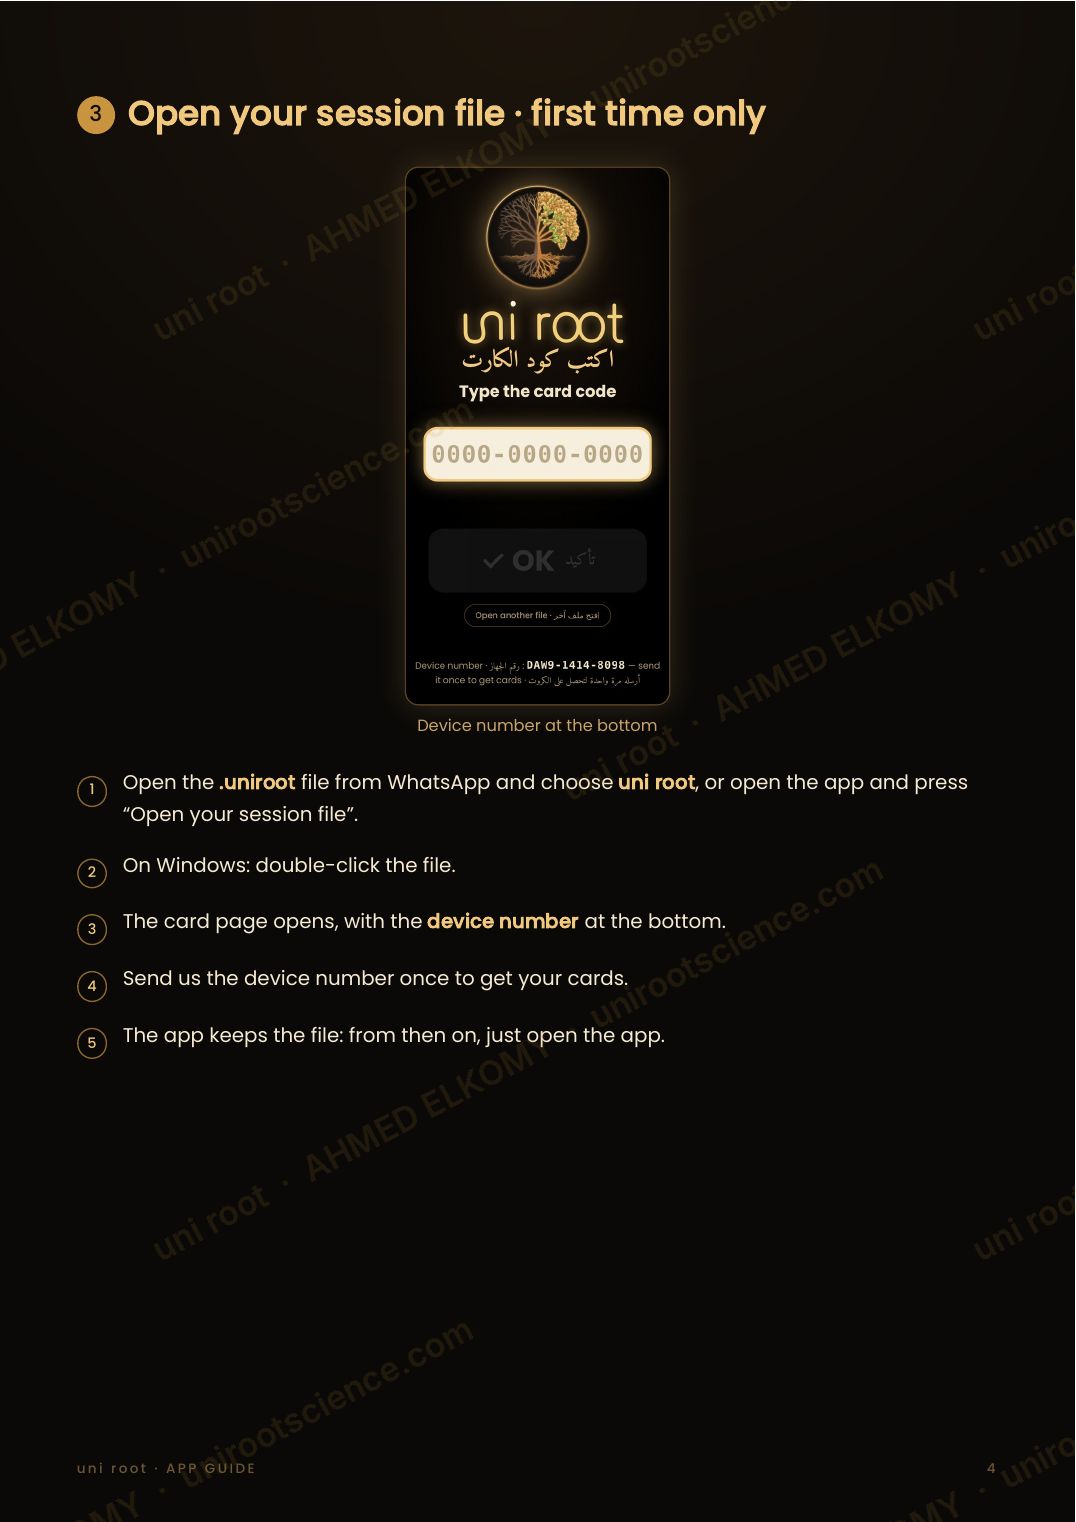 3 Open your session file · first time only
uni root
اكتب كود الكارت
Type the card code
0000-0000-0000
✓ OK تأكيد
Open another file · افتح ملف آخر
Device number · رقم الجهاز : DAW9-1414-8098 — send
it once to get cards · أرسله مرة واحدة لتحصل على الكروت
Device number at the bottom
1 Open the .uniroot file from WhatsApp and choose uni root, or open the app and press
“Open your session file”.
2 On Windows: double-click the file.
3 The card page opens, with the device number at the bottom.
4 Send us the device number once to get your cards.
5 The app keeps the file: from then on, just open the app.
uni root · AHMED ELKOMY · unirootscience.com
uni root · APP GUIDE
4